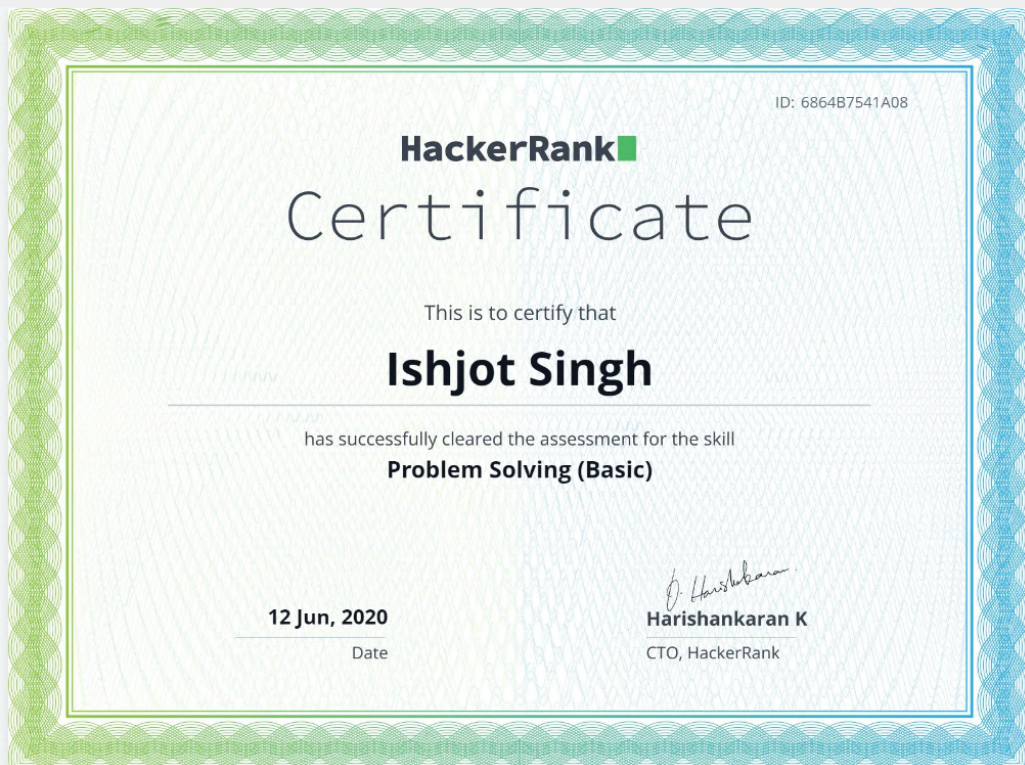 ID: 6864B7541A08
HackerRank
Certificate
This is to certify that
Ishjot Singh
has successfully cleared the assessment for the skill
Problem Solving (Basic)
12 Jun, 2020
Date
Harishankaran K
CTO, HackerRank